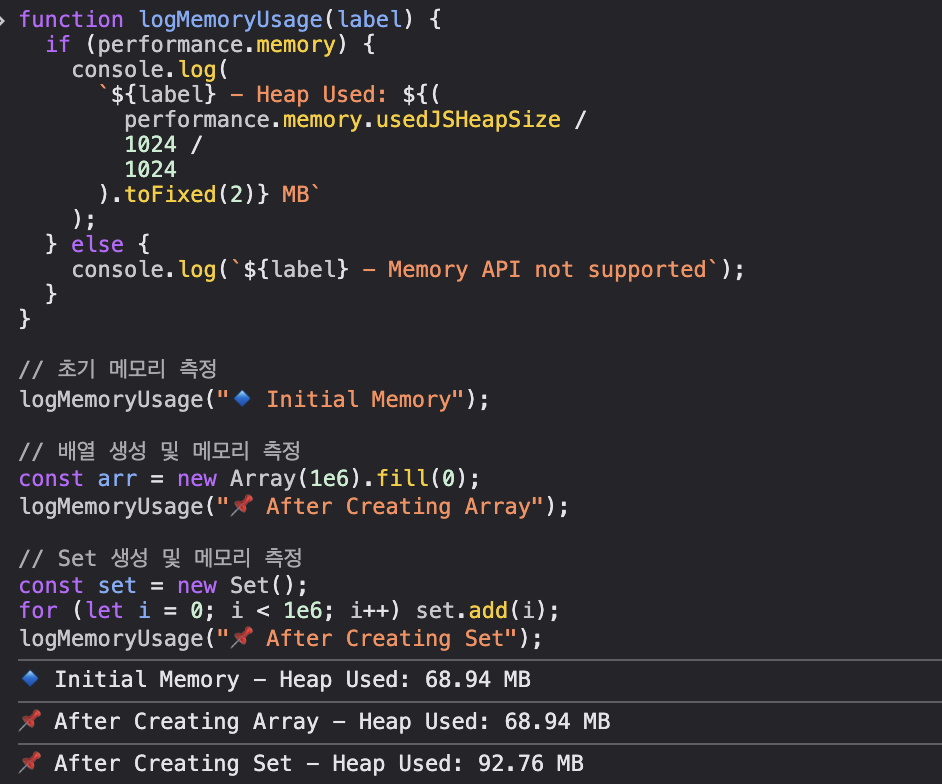 function logMemoryUsage(label) {
  if (performance.memory) {
    console.log(
      `${label} – Heap Used: ${(
        performance.memory.usedJSHeapSize /
        1024 /
        1024
      ).toFixed(2)} MB`
    );
  } else {
    console.log(`${label} – Memory API not supported`);
  }
}

// 초기 메모리 측정
logMemoryUsage("🔹 Initial Memory");

// 배열 생성 및 메모리 측정
const arr = new Array(1e6).fill(0);
logMemoryUsage("📌 After Creating Array");

// Set 생성 및 메모리 측정
const set = new Set();
for (let i = 0; i < 1e6; i++) set.add(i);
logMemoryUsage("📌 After Creating Set");
🔹 Initial Memory – Heap Used: 68.94 MB
📌 After Creating Array – Heap Used: 68.94 MB
📌 After Creating Set – Heap Used: 92.76 MB